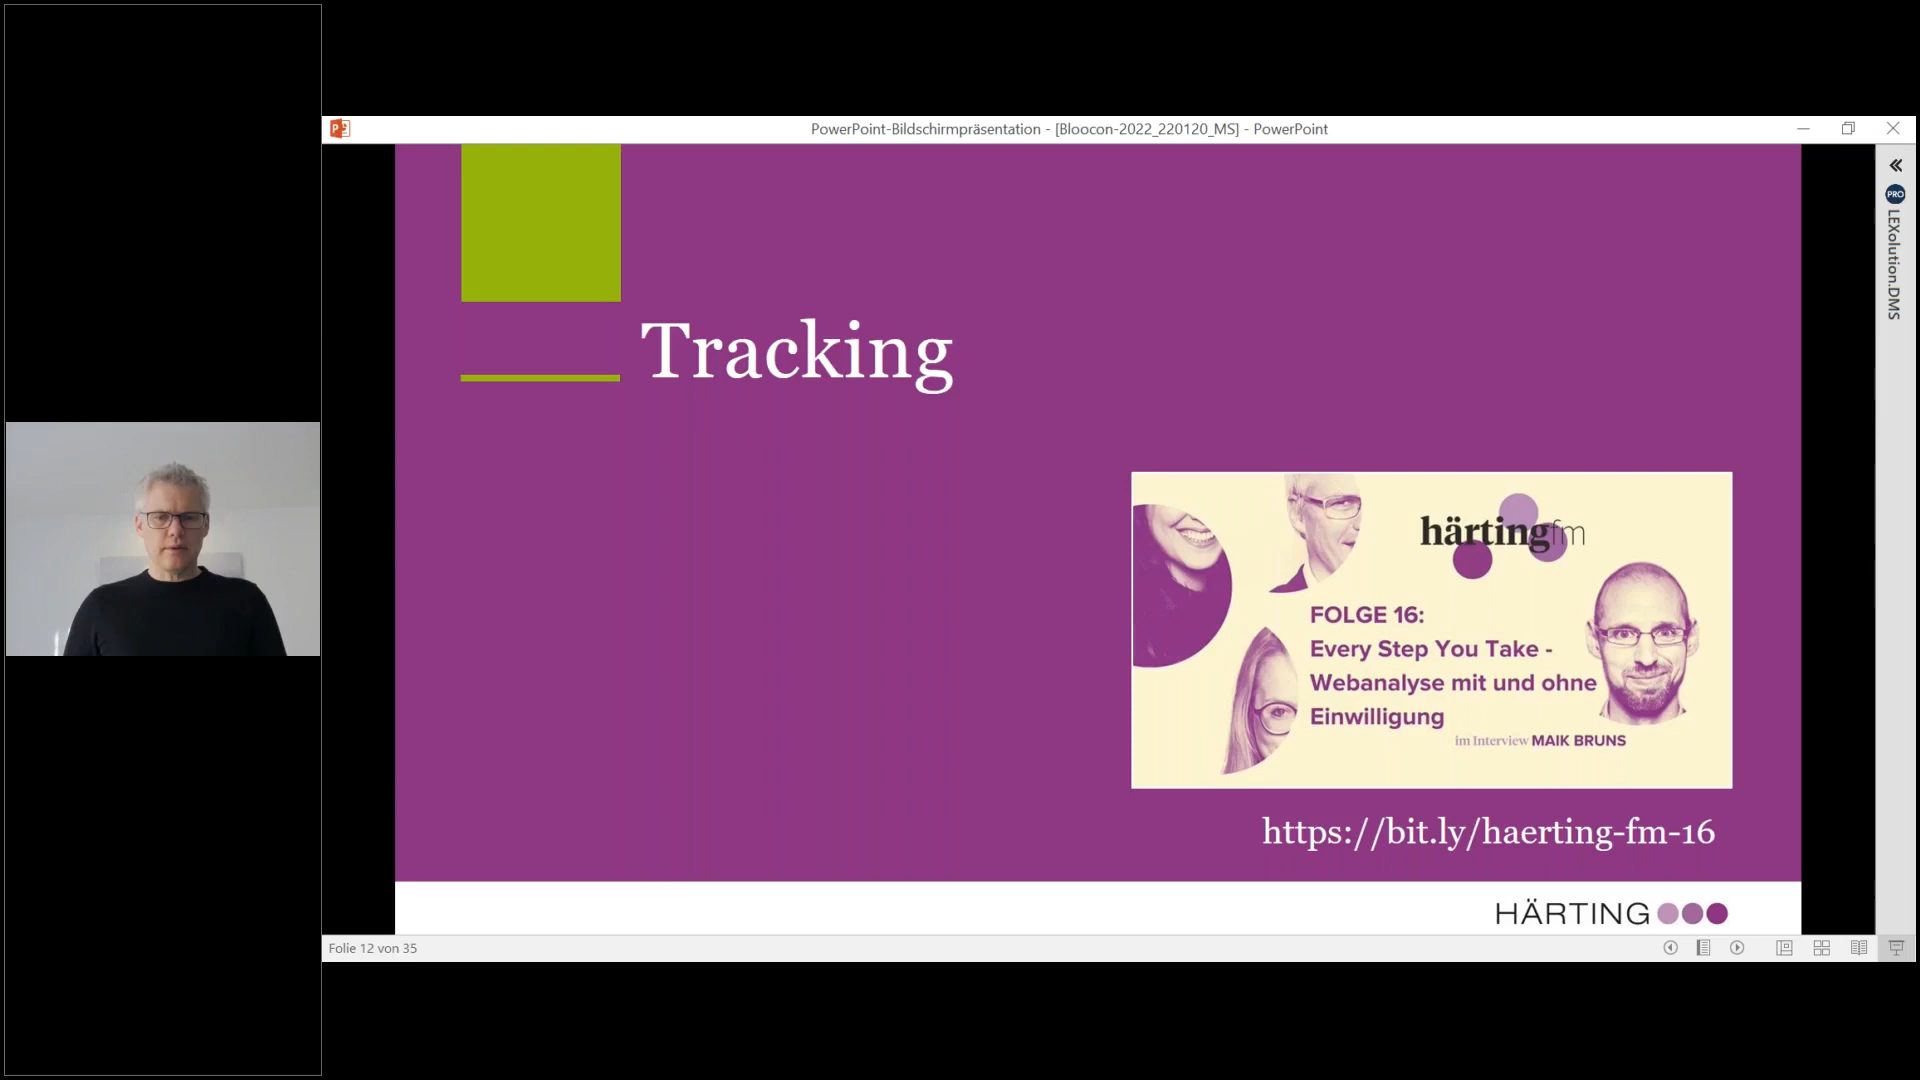 PowerPoint-Bildschirmpräsentation - [Bloocon-2022_220120_MS] - PowerPoint
PRO
LEXolution.DMS
Tracking
härtingfm
FOLGE 16:
Every Step You Take -
Webanalyse mit und ohne
Einwilligung
im Interview MAIK BRUNS
https://bit.ly/haerting-fm-16
HÄRTING
Folie 12 von 35